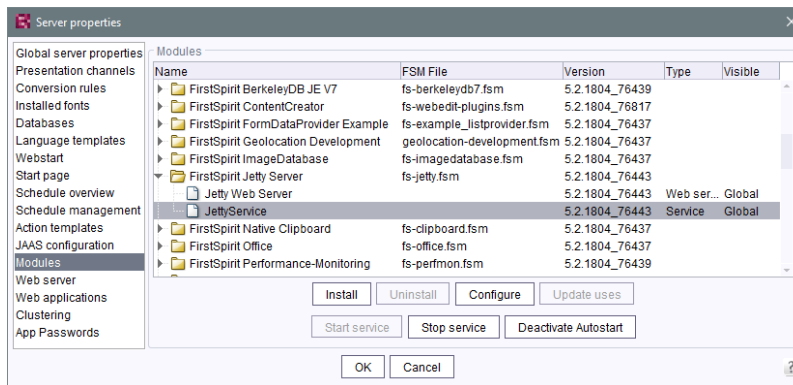 Server properties
Global server properties
Presentation channels
Conversion rules
Installed fonts
Databases
Language templates
Webstart
Start page
Schedule overview
Schedule management
Action templates
JAAS configuration
Modules
Web server
Web applications
Clustering
App Passwords
Modules
Name FSM File Version Type Visible
FirstSpirit BerkeleyDB JE V7 fs-berkeleydb7.fsm 5.2.1804_76439
FirstSpirit ContentCreator fs-webedit-plugins.fsm 5.2.1804_76817
FirstSpirit FormDataProvider Example fs-example_listprovider.fsm 5.2.1804_76437
FirstSpirit Geolocation Development geolocation-development.fsm 5.2.1804_76437
FirstSpirit ImageDatabase fs-imagedatabase.fsm 5.2.1804_76437
FirstSpirit Jetty Server fs-jetty.fsm 5.2.1804_76443
Jetty Web Server 5.2.1804_76443 Web ser... Global
JettyService 5.2.1804_76443 Service Global
FirstSpirit Native Clipboard fs-clipboard.fsm 5.2.1804_76437
FirstSpirit Office fs-office.fsm 5.2.1804_76437
FirstSpirit Performance-Monitoring fs-perfmon.fsm 5.2.1804_76439
Install Uninstall Configure Update uses
Start service Stop service Deactivate Autostart
OK Cancel
?